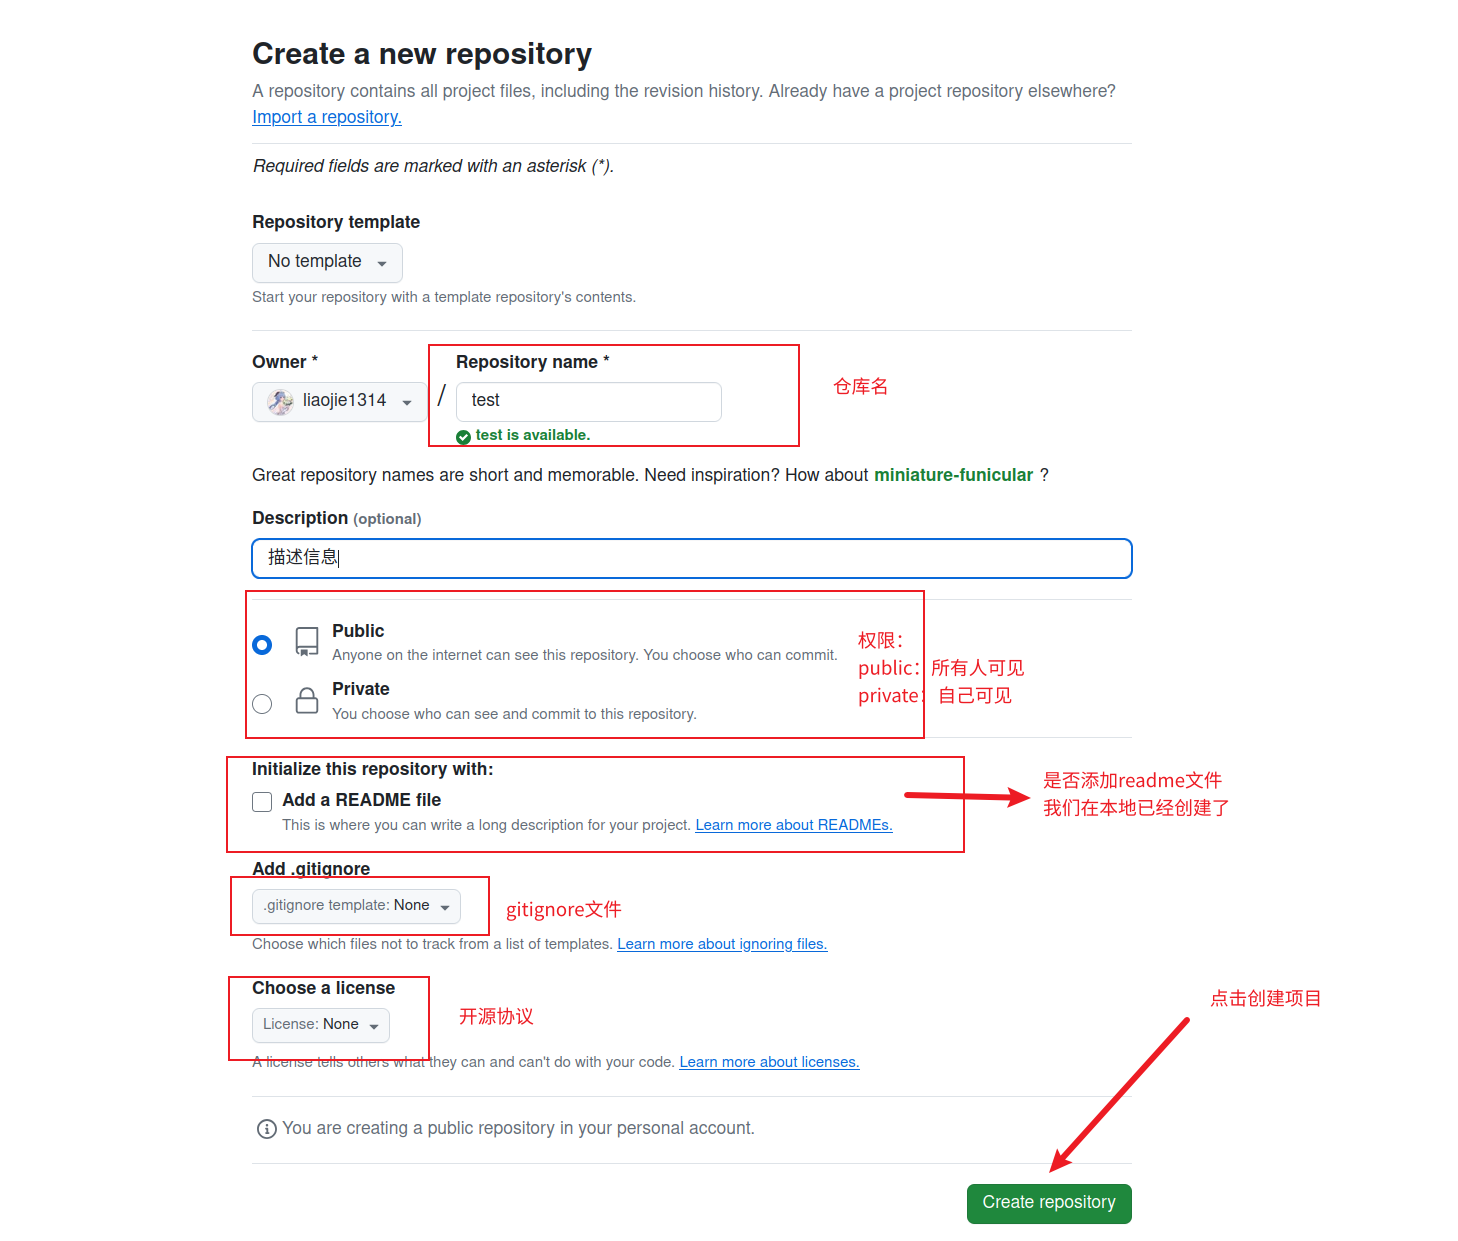 Create a new repository
A repository contains all project files, including the revision history. Already have a project repository elsewhere?
Import a repository.
Required fields are marked with an asterisk (*).
Repository template
No template
Start your repository with a template repository's contents.
Owner *
Repository name *
liaojie1314
/
test
仓库名
test is available.
Great repository names are short and memorable. Need inspiration? How about miniature-funicular ?
Description (optional)
描述信息
Public
Anyone on the internet can see this repository. You choose who can commit.
Private
You choose who can see and commit to this repository.
权限：
public：所有人可见
private：自己可见
Initialize this repository with:
Add a README file
This is where you can write a long description for your project. Learn more about READMEs.
是否添加readme文件
我们在本地已经创建了
Add .gitignore
.gitignore template: None
gitignore文件
Choose which files not to track from a list of templates. Learn more about ignoring files.
Choose a license
License: None
开源协议
点击创建项目
A license tells others what they can and can't do with your code. Learn more about licenses.
You are creating a public repository in your personal account.
Create repository